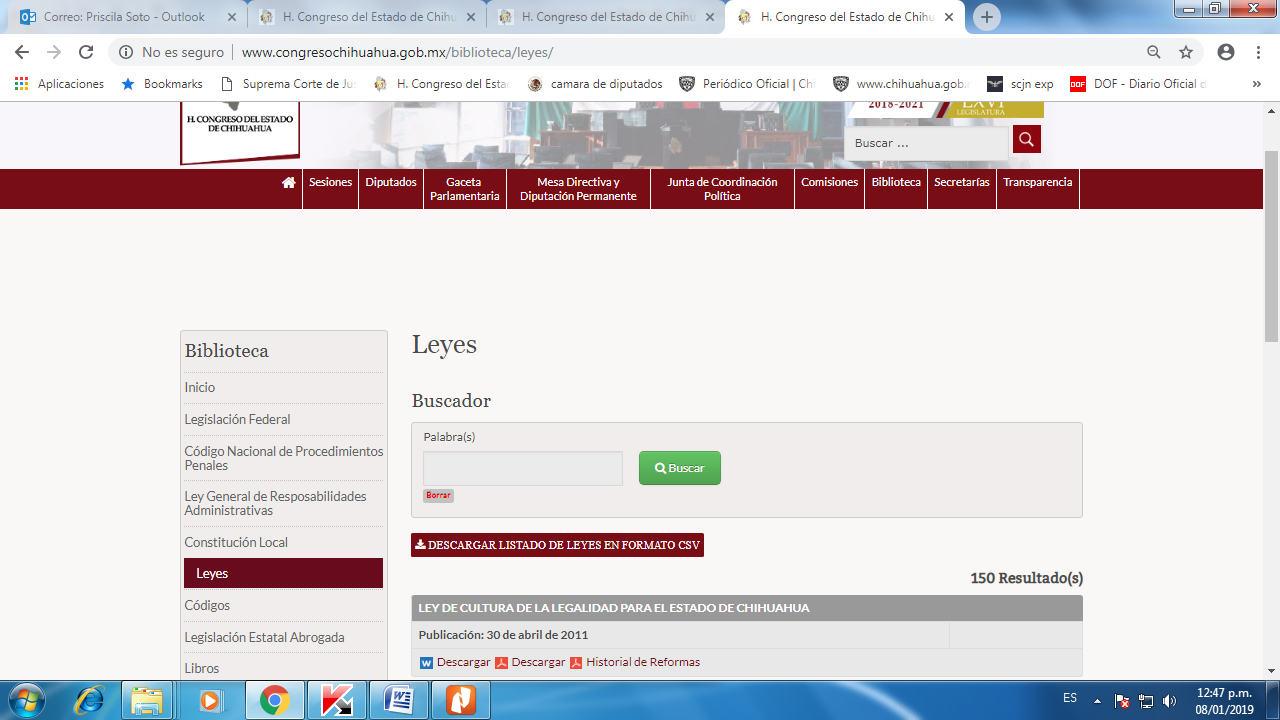 Correo: Priscila Soto - Outlook
H. Congreso del Estado de Chihu
H. Congreso del Estado de Chihu
H. Congreso del Estado de Chihu
No es seguro | www.congresochihuahua.gob.mx/biblioteca/leyes/
Aplicaciones
Bookmarks
Suprema Corte de Jus
H. Congreso del Estad
camara de diputados
Periódico Oficial | Chi
www.chihuahua.gob.
scjn exp
DOF - Diario Oficial d
H. CONGRESO DEL ESTADO
DE CHIHUAHUA
2018-2021
LXVI
LEGISLATURA
Buscar ...
Sesiones
Diputados
Gaceta
Parlamentaria
Mesa Directiva y
Diputación Permanente
Junta de Coordinación
Política
Comisiones
Biblioteca
Secretarías
Transparencia
Biblioteca
Inicio
Legislación Federal
Código Nacional de Procedimientos
Penales
Ley General de Resposabilidades
Administrativas
Constitución Local
Leyes
Códigos
Legislación Estatal Abrogada
Libros
Leyes
Buscador
Palabra(s)
Buscar
Borrar
DESCARGAR LISTADO DE LEYES EN FORMATO CSV
150 Resultado(s)
LEY DE CULTURA DE LA LEGALIDAD PARA EL ESTADO DE CHIHUAHUA
Publicación: 30 de abril de 2011
Descargar Descargar Historial de Reformas
ES
12:47 p.m.
08/01/2019